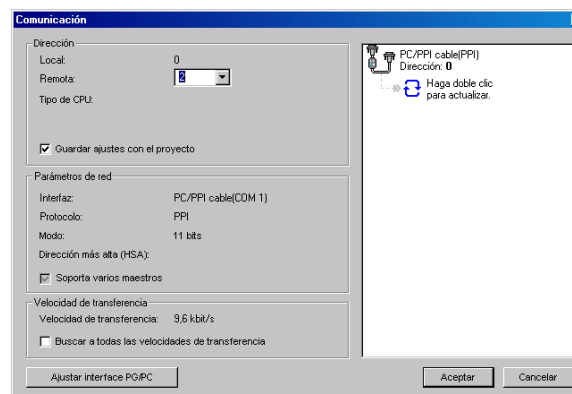 Comunicación
Dirección
Local: 0
Remota: 2
Tipo de CPU:
Guardar ajustes con el proyecto
Parámetros de red
Interfaz: PC/PPI cable(COM 1)
Protocolo: PPI
Modo: 11 bits
Dirección más alta (HSA):
Soporta varios maestros
Velocidad de transferencia
Velocidad de transferencia: 9,6 kbit/s
Buscar a todas las velocidades de transferencia
Ajustar interface PG/PC
PC/PPI cable(PPI)
Dirección: 0
Haga doble clic
para actualizar.
Aceptar
Cancelar